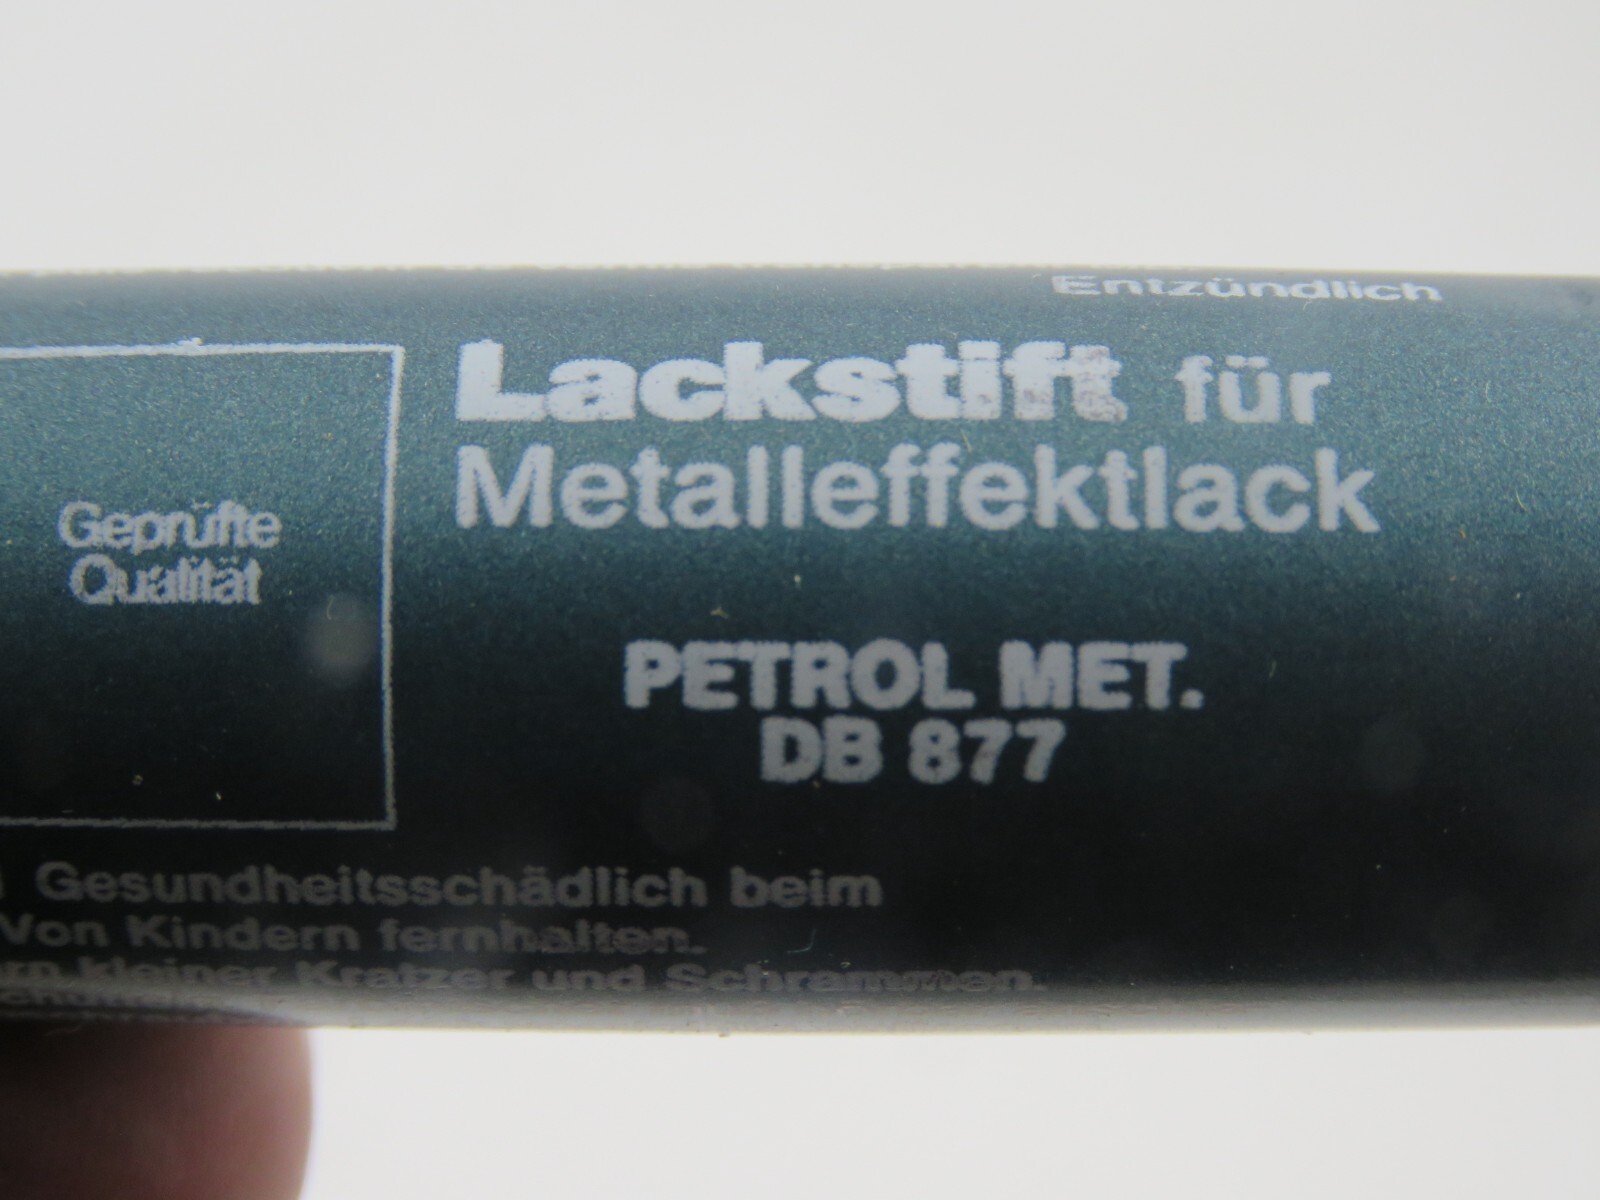 Entzündlich
Lackstift für
Metalleffektlack
Geprüfte
Qualität
PETROL MET.
DB 877
Gesundheitsschädlich beim
Von Kindern fernhalten.
kleiner Kratzer und Schrammen.